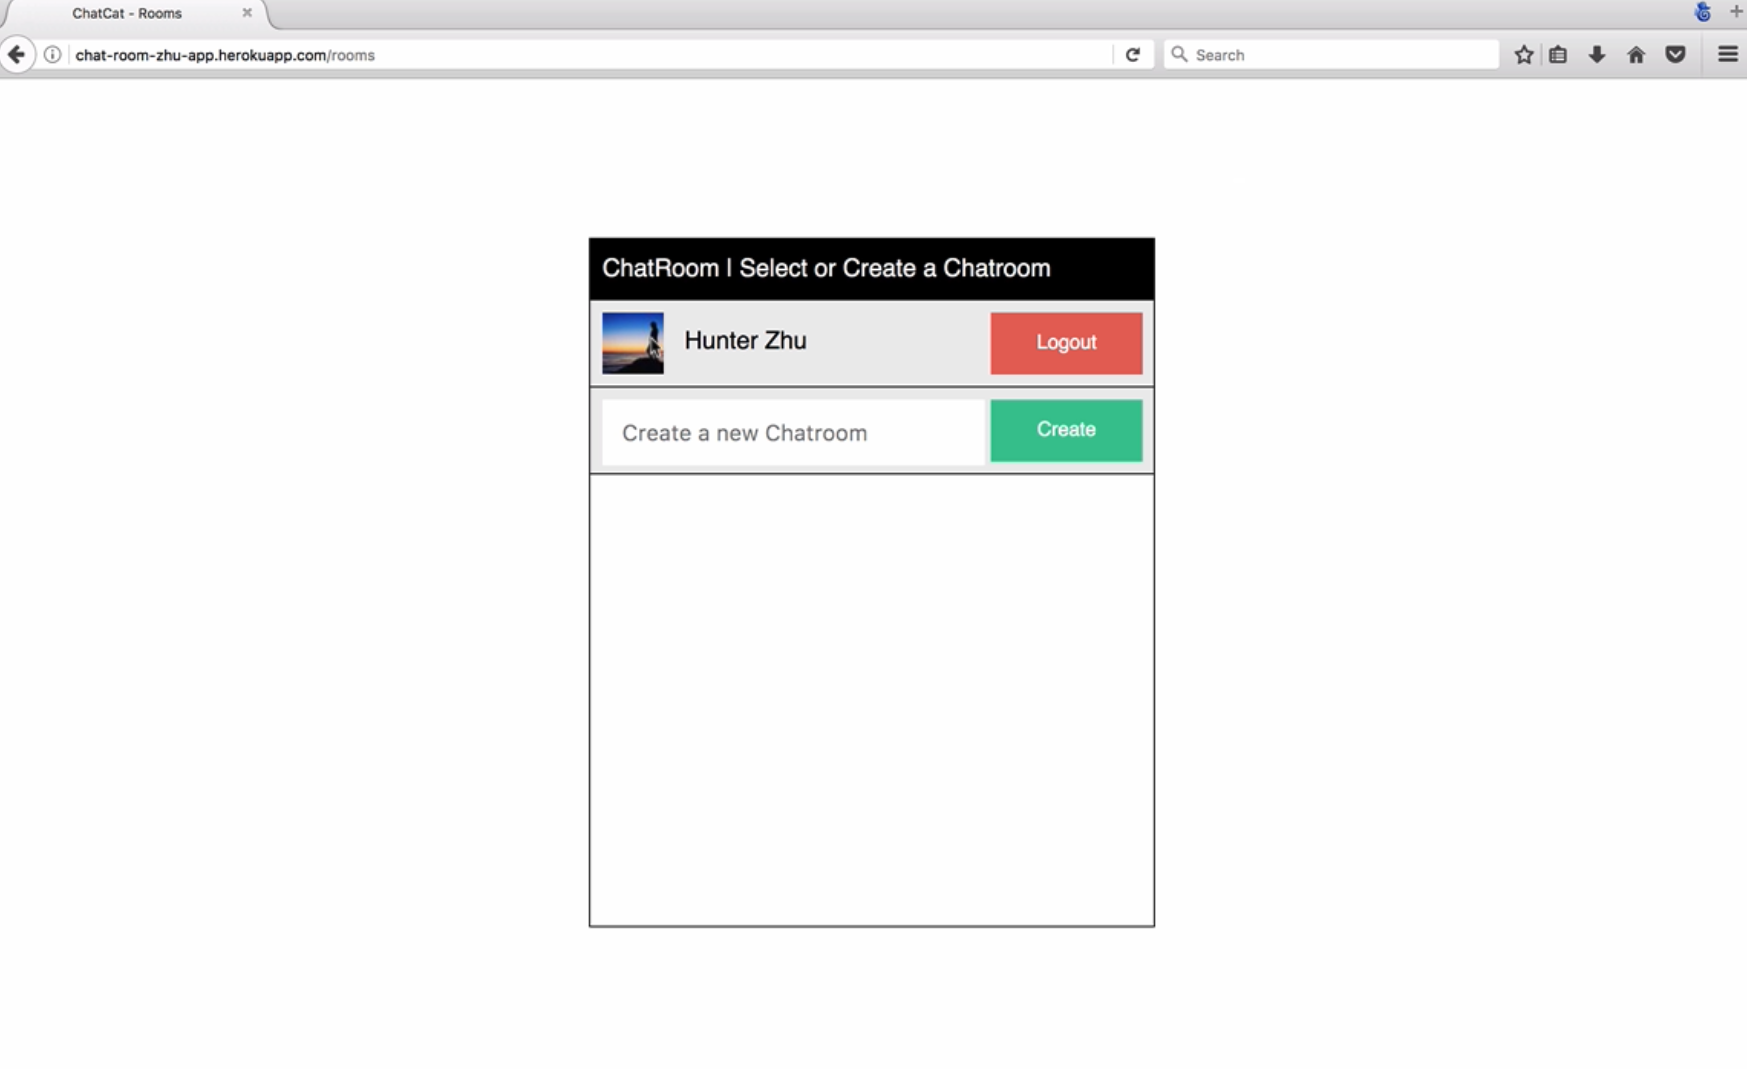 ChatCat - Rooms
chat-room-zhu-app.herokuapp.com/rooms
Search
ChatRoom | Select or Create a Chatroom
Hunter Zhu
Logout
Create a new Chatroom
Create